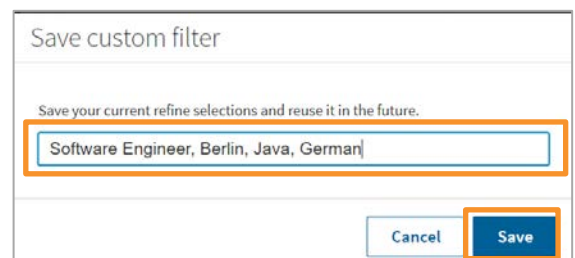 Save custom filter
Save your current refine selections and reuse it in the future.
Software Engineer, Berlin, Java, German
Cancel
Save